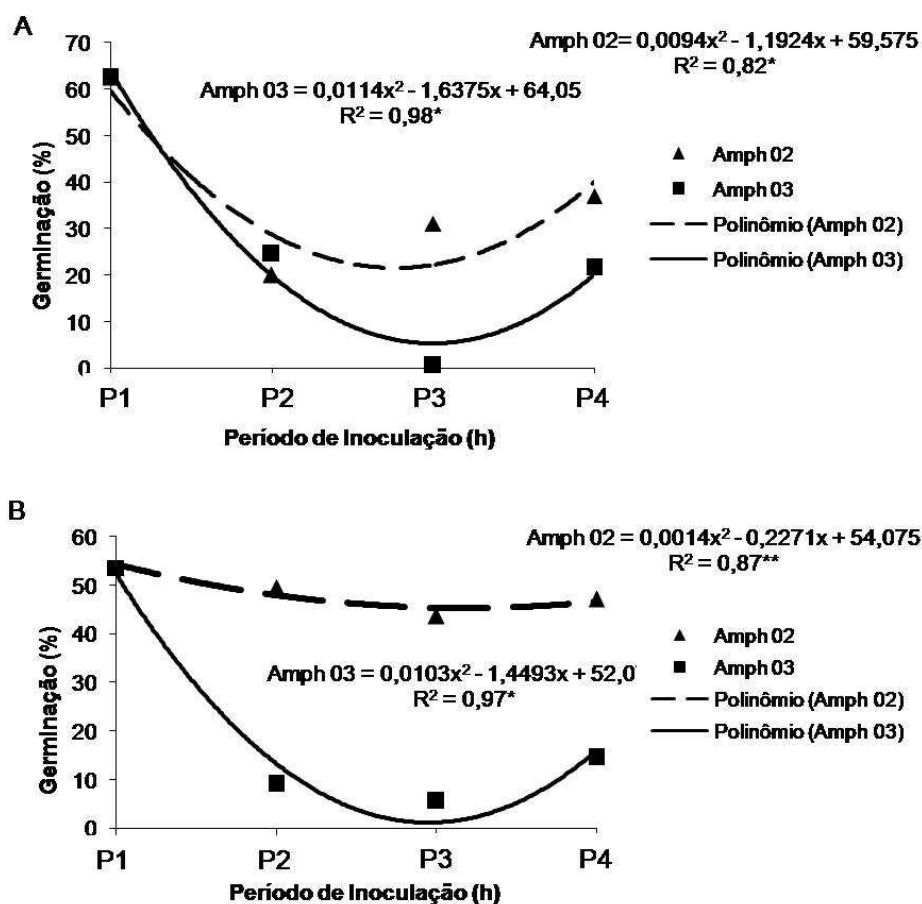 A
Amph 02= 0,0094x² - 1,1924x + 59,575
R² = 0,82*
Amph 03 = 0,0114x² - 1,6375x + 64,05
R² = 0,98*
Germinação (%)
70
60
50
40
30
20
10
0
P1 P2 P3 P4
Período de Inoculação (h)
Amph 02
Amph 03
Polinômio (Amph 02)
Polinômio (Amph 03)
B
Amph 02 = 0,0014x² - 0,2271x + 54,075
R² = 0,87**
Amph 03 = 0,0103x² - 1,4493x + 52,0
R² = 0,97*
Germinação (%)
60
50
40
30
20
10
0
P1 P2 P3 P4
Período de Inoculação (h)
Amph 02
Amph 03
Polinômio (Amph 02)
Polinômio (Amph 03)